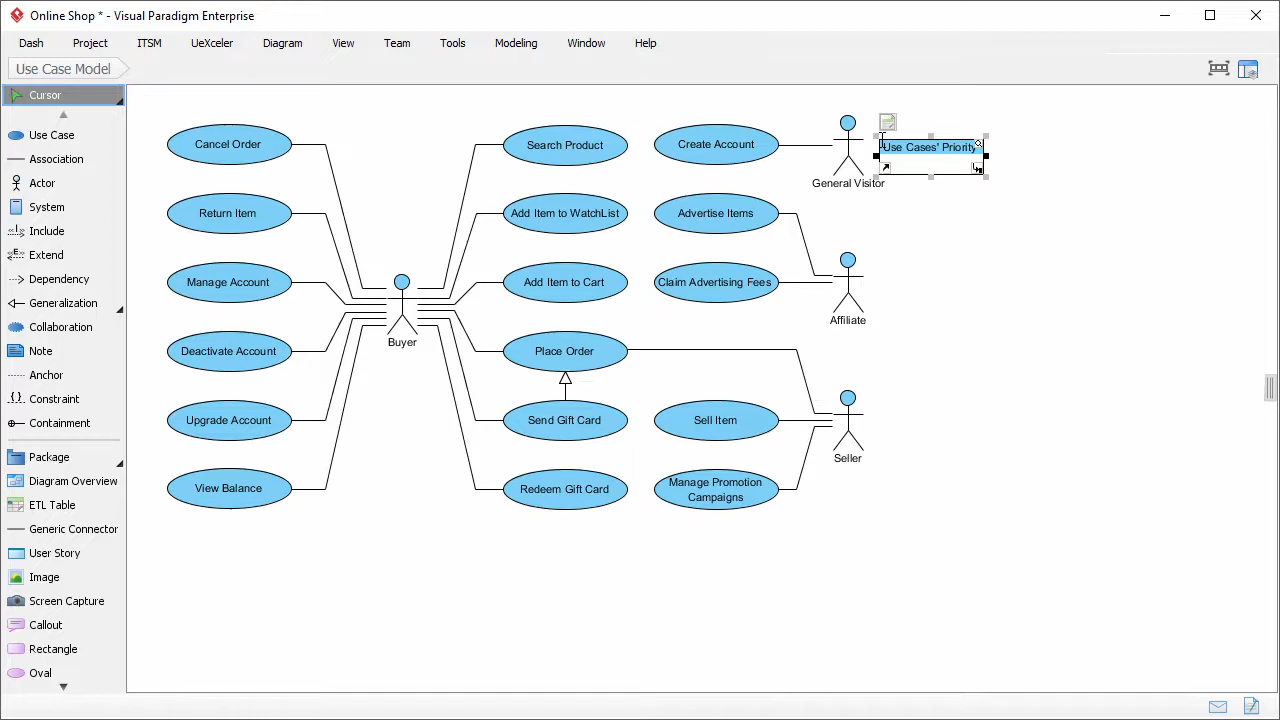 Online Shop * - Visual Paradigm Enterprise
Dash Project ITSM UeXceler Diagram View Team Tools Modeling Window Help
Use Case Model
Cursor
Use Case
Association
Actor
System
Include
Extend
Dependency
Generalization
Collaboration
Note
Anchor
Constraint
Containment
Package
Diagram Overview
ETL Table
Generic Connector
User Story
Image
Screen Capture
Callout
Rectangle
Oval
Cancel Order
Return Item
Manage Account
Deactivate Account
Upgrade Account
View Balance
Buyer
Search Product
Add Item to WatchList
Add Item to Cart
Place Order
Send Gift Card
Redeem Gift Card
Create Account
Advertise Items
Claim Advertising Fees
Sell Item
Manage Promotion
Campaigns
General Visitor
Affiliate
Seller
Use Cases' Priority